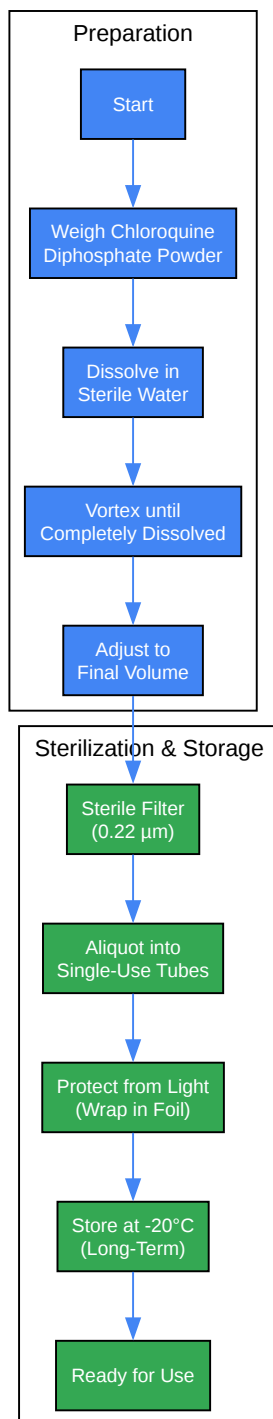 Preparation
Start
Weigh Chloroquine
Diphosphate Powder
Dissolve in
Sterile Water
Vortex until
Completely Dissolved
Adjust to
Final Volume
Sterilization & Storage
Sterile Filter
(0.22 µm)
Aliquot into
Single-Use Tubes
Protect from Light
(Wrap in Foil)
Store at -20°C
(Long-Term)
Ready for Use